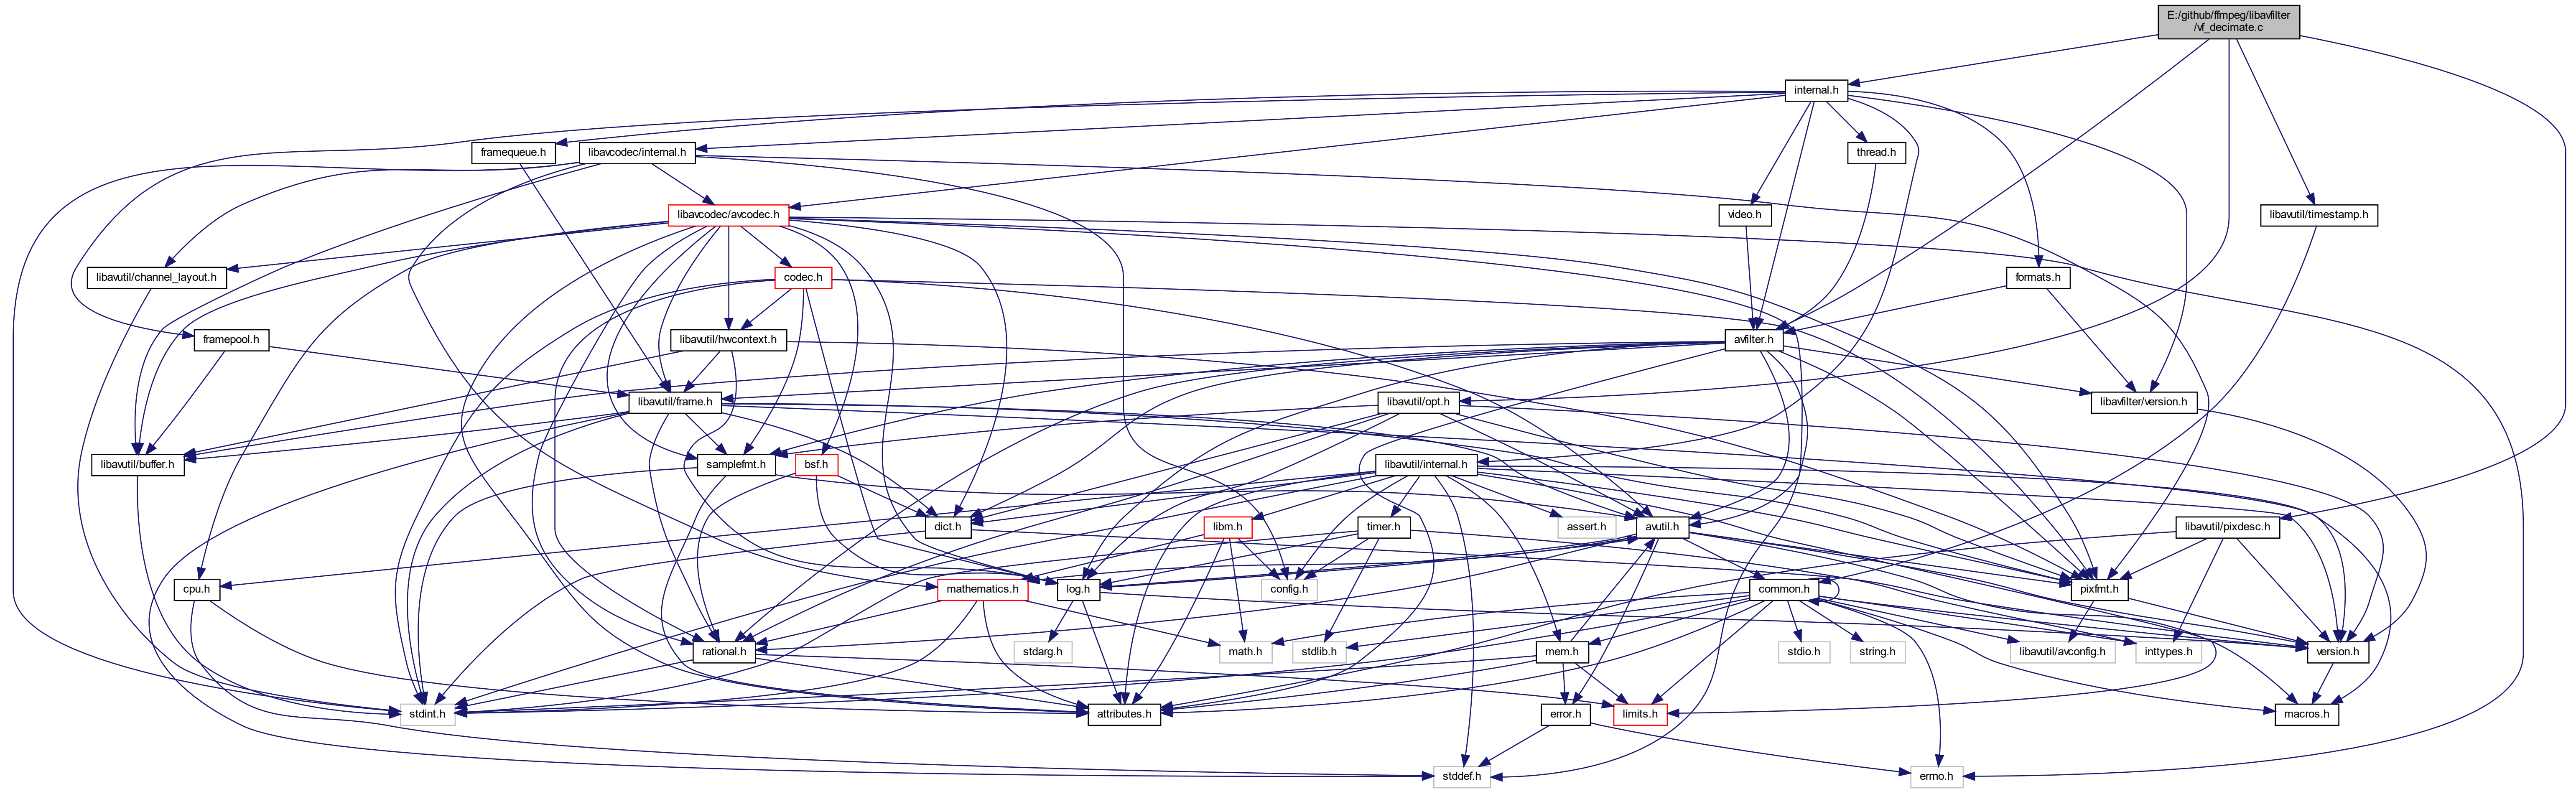 E:/github/ffmpeg/libavfilter
/vf_decimate.c
internal.h
framequeue.h
libavcodec/internal.h
thread.h
libavcodec/avcodec.h
video.h
libavutil/timestamp.h
libavutil/channel_layout.h
codec.h
formats.h
framepool.h
libavutil/hwcontext.h
avfilter.h
libavutil/frame.h
libavutil/opt.h
libavfilter/version.h
libavutil/buffer.h
samplefmt.h
bsf.h
libavutil/internal.h
dict.h
libm.h
timer.h
assert.h
avutil.h
libavutil/pixdesc.h
cpu.h
mathematics.h
log.h
config.h
common.h
pixfmt.h
rational.h
stdarg.h
math.h
stdlib.h
mem.h
stdio.h
string.h
libavutil/avconfig.h
inttypes.h
version.h
stdint.h
attributes.h
error.h
limits.h
macros.h
stddef.h
errno.h